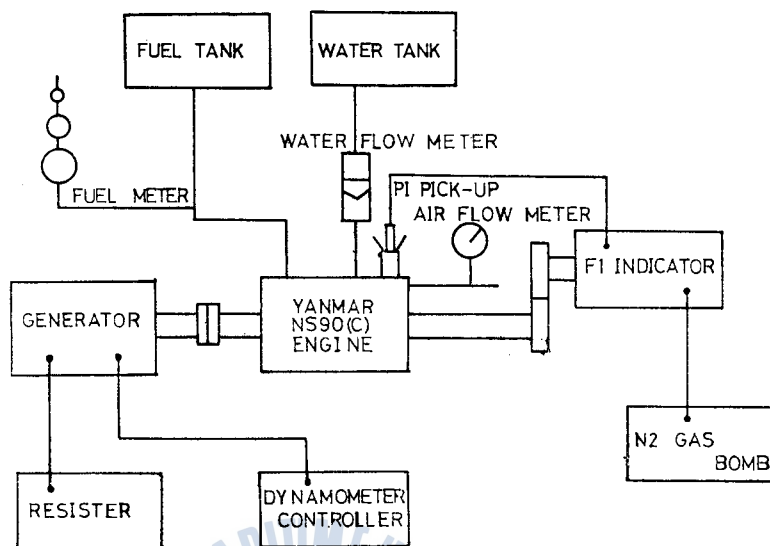 FUEL TANK
WATER TANK
WATER FLOW METER
FUEL METER
PI PICK-UP
AIR FLOW METER
F1 INDICATOR
GENERATOR
YANMAR
NS90(C)
ENGINE
N2 GAS
BOMB
RESISTER
DYNAMOMETER
CONTROLLER